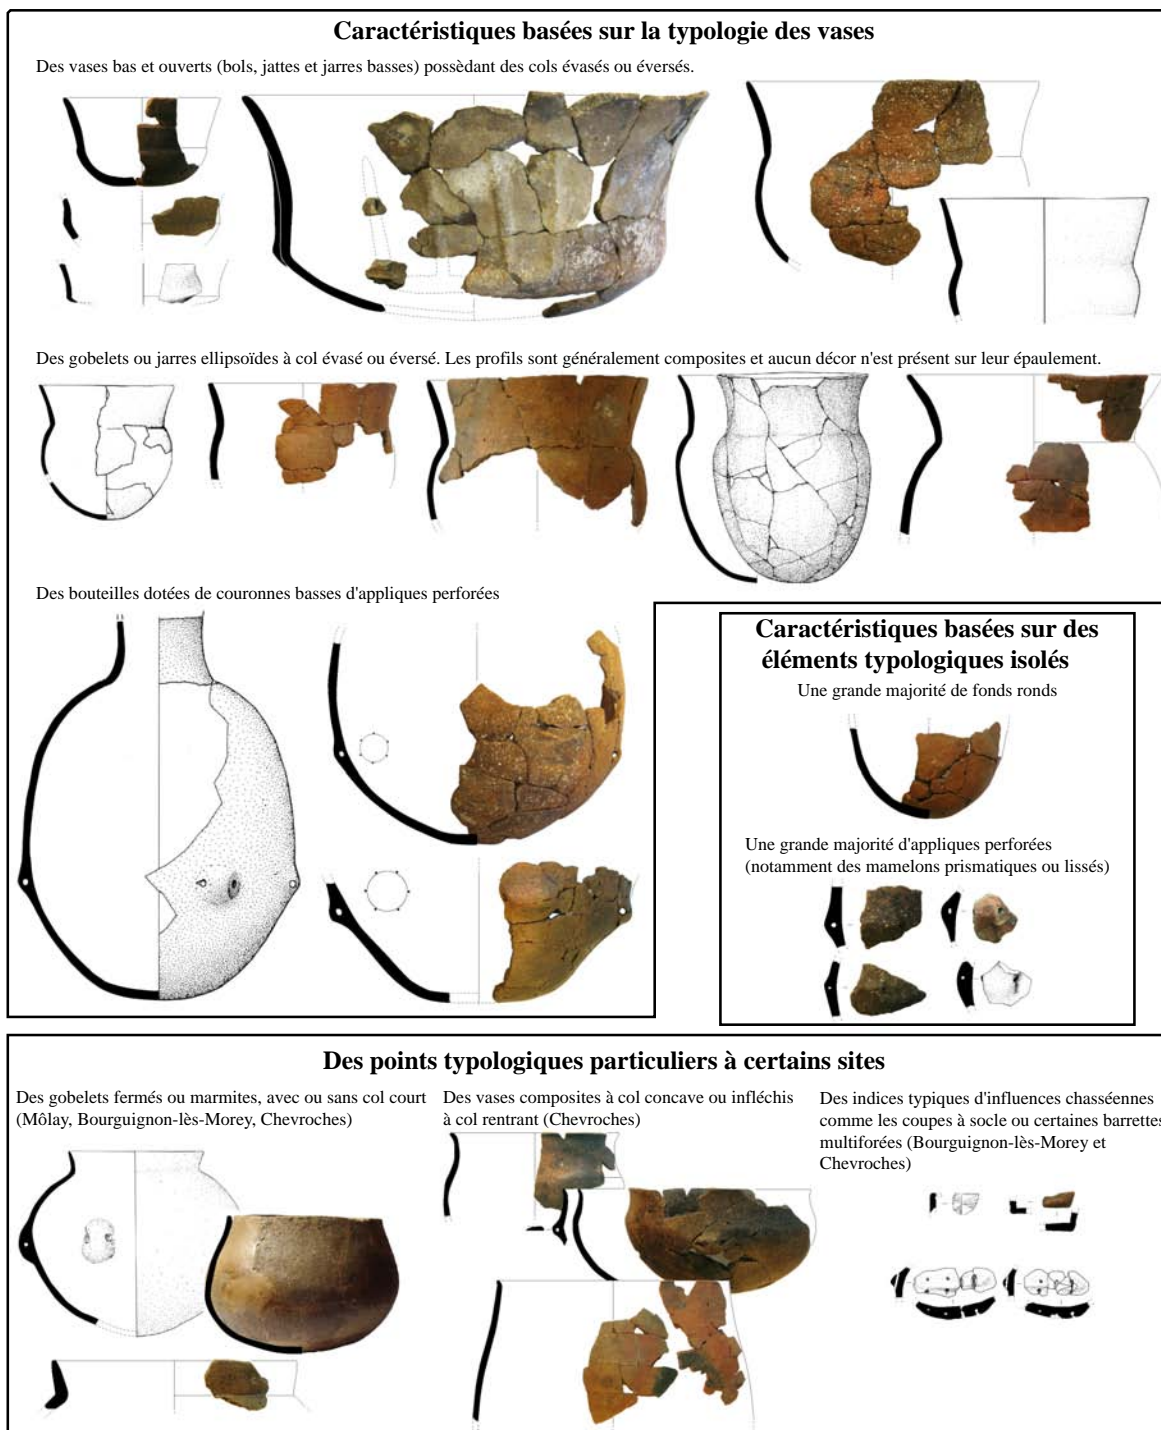 Caractéristiques basées sur la typologie des vases
Des vases bas et ouverts (bols, jattes et jarres basses) possèdant des cols évasés ou éversés.
Des gobelets ou jarres ellipsoïdes à col évasé ou éversé. Les profils sont généralement composites et aucun décor n'est présent sur leur épaulement.
Des bouteilles dotées de couronnes basses d'appliques perforées
Caractéristiques basées sur des
éléments typologiques isolés
Une grande majorité de fonds ronds
Une grande majorité d'appliques perforées
(notamment des mamelons prismatiques ou lissés)
Des points typologiques particuliers à certains sites
Des gobelets fermés ou marmites, avec ou sans col court
(Môlay, Bourguignon-lès-Morey, Chevroches)
Des vases composites à col concave ou infléchis
à col rentrant (Chevroches)
Des indices typiques d'influences chasséennes
comme les coupes à socle ou certaines barrettes
multiforées (Bourguignon-lès-Morey et
Chevroches)